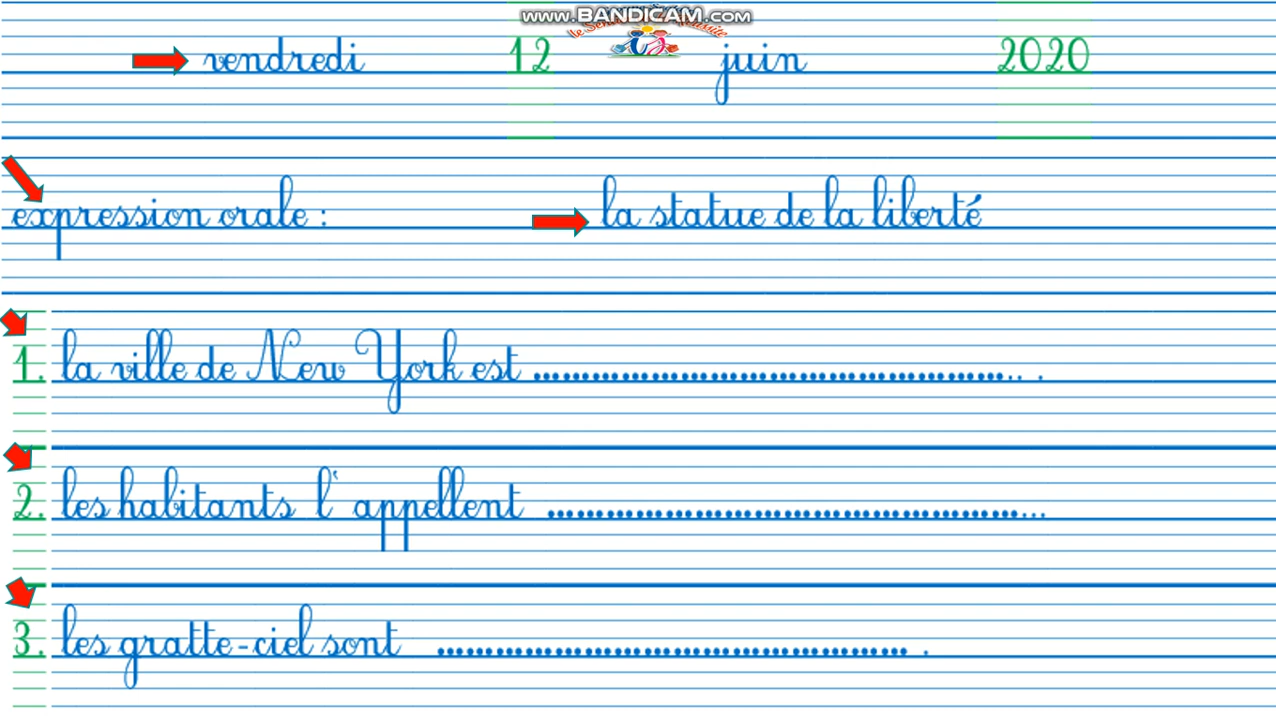 www.BANDICAM.com
vendredi 12 juin 2020
expression orale : la statue de la liberté
1. la ville de New York est ................................................ .
2. les habitants l' appellent ...................................................
3. les gratte-ciel sont ................................................ .